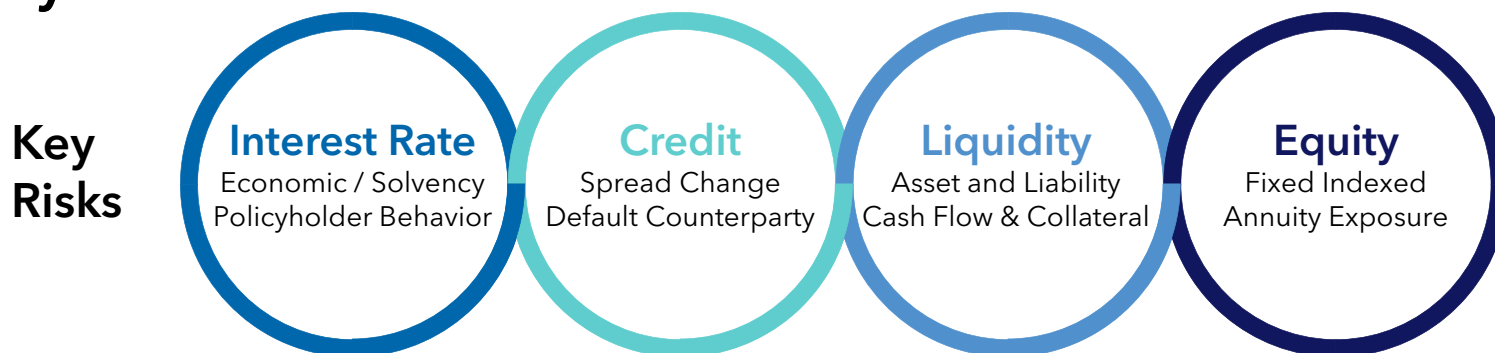 Key
Risks
Interest Rate
Economic / Solvency
Policyholder Behavior
Credit
Spread Change
Default Counterparty
Liquidity
Asset and Liability
Cash Flow & Collateral
Equity
Fixed Indexed
Annuity Exposure